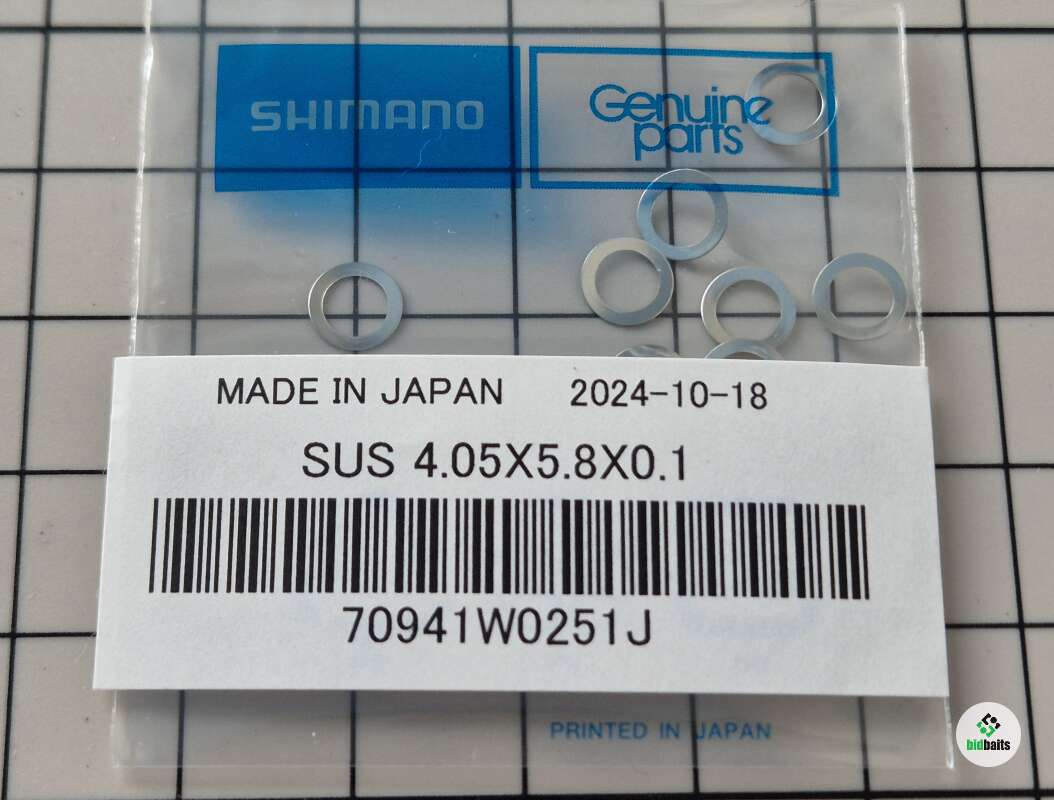 SHIMANO
Genuine
parts
MADE IN JAPAN 2024-10-18
SUS 4.05X5.8X0.1
70941W0251J
PRINTED IN JAPAN
bidbaits